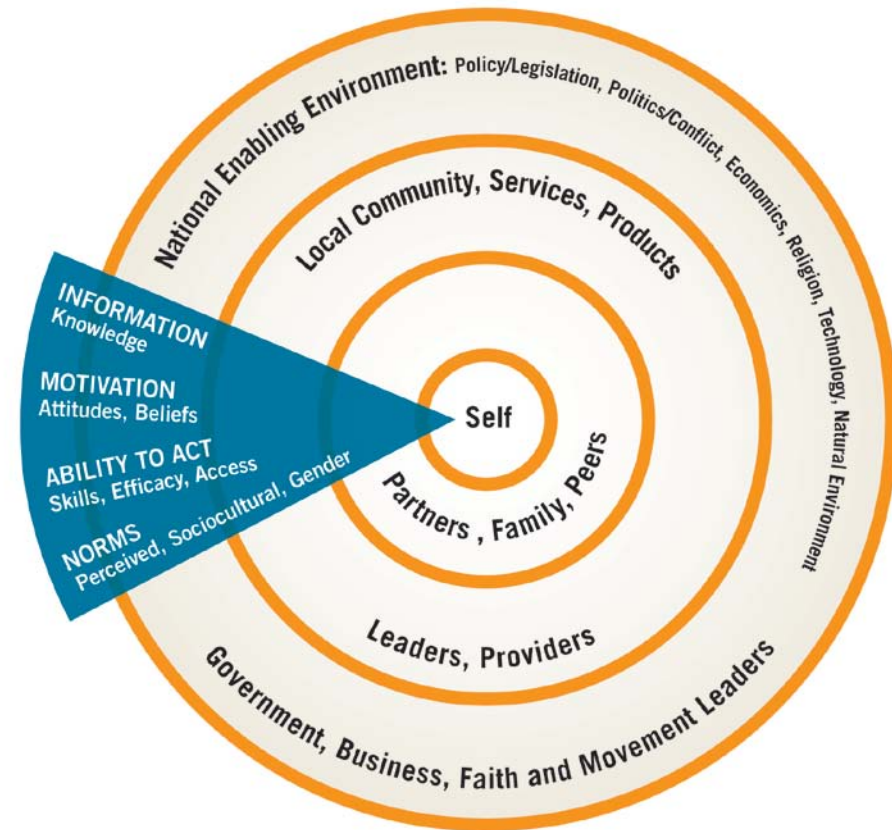 National Enabling Environment: Policy/Legislation, Politics/Conflict, Economics, Religion, Technology, Natural Environment
Local Community, Services, Products
INFORMATION
Knowledge
MOTIVATION
Attitudes, Beliefs
ABILITY TO ACT
Skills, Efficacy, Access
NORMS
Perceived, Sociocultural, Gender
Self
Partners , Family, Peers
Leaders, Providers
Government, Business, Faith and Movement Leaders